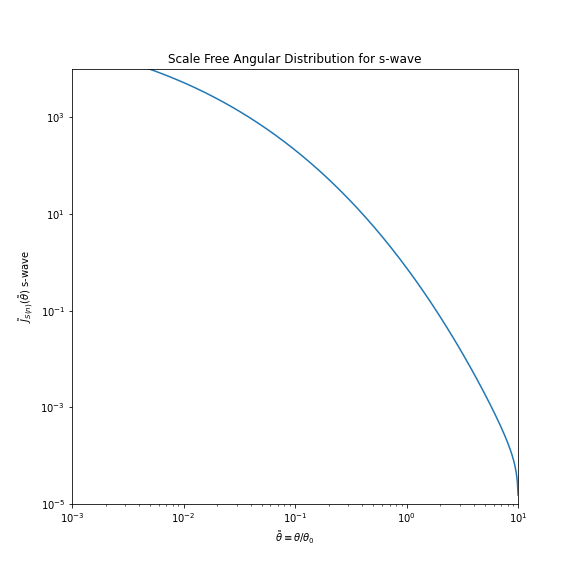 Scale Free Angular Distribution for s-wave
10³
10¹
10⁻¹
10⁻³
10⁻⁵
J̃_{S(n)}(θ̃) s-wave
10⁻³ 10⁻² 10⁻¹ 10⁰ 10¹
θ̃ ≡ θ/θ₀